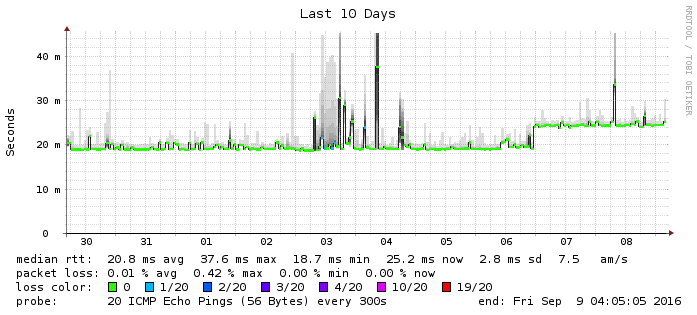 Last 10 Days
RRDTOOL / TOBI OETIKER
Seconds
40 m
30 m
20 m
10 m
0
30 31 01 02 03 04 05 06 07 08
median rtt: 20.8 ms avg 37.6 ms max 18.7 ms min 25.2 ms now 2.8 ms sd 7.5 am/s
packet loss: 0.01 % avg 0.42 % max 0.00 % min 0.00 % now
loss color: 0 1/20 2/20 3/20 4/20 10/20 19/20
probe: 20 ICMP Echo Pings (56 Bytes) every 300s end: Fri Sep 9 04:05:05 2016